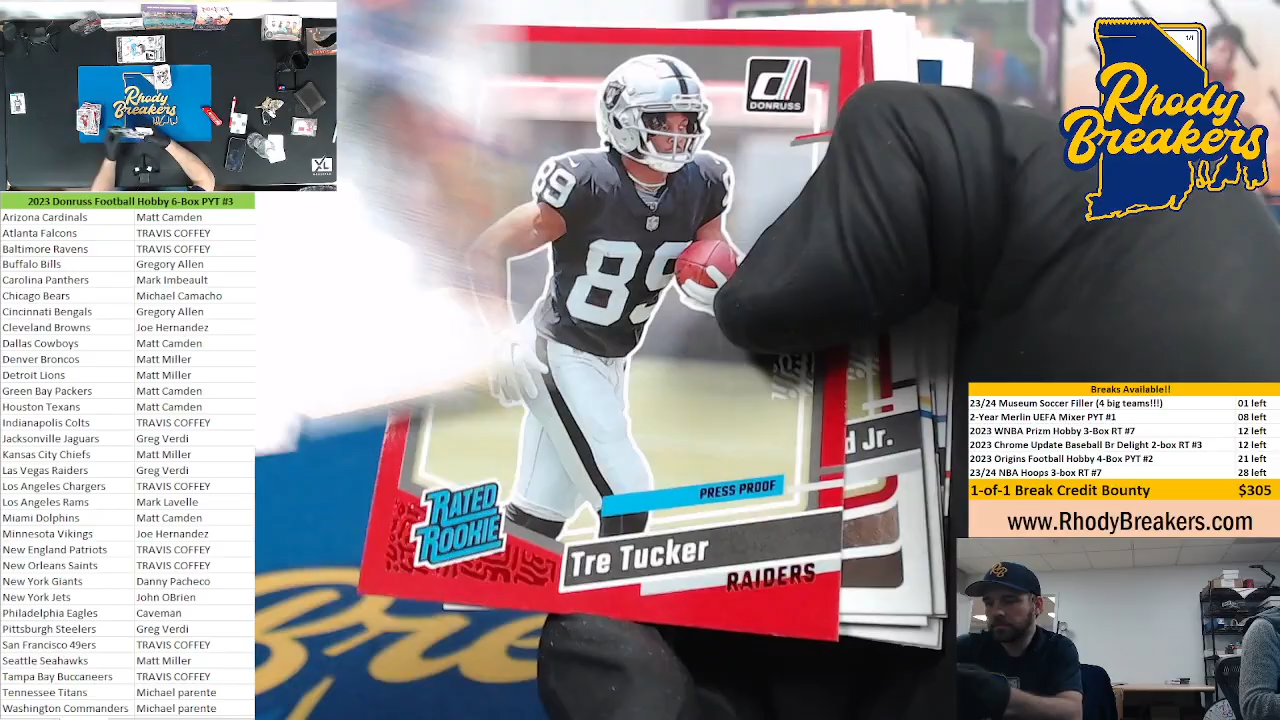 Rhody
Breakers
XL
2023 Donruss Football Hobby 6-Box PYT #3
Arizona Cardinals Matt Camden
Atlanta Falcons TRAVIS COFFEY
Baltimore Ravens TRAVIS COFFEY
Buffalo Bills Gregory Allen
Carolina Panthers Mark Imbeault
Chicago Bears Michael Camacho
Cincinnati Bengals Gregory Allen
Cleveland Browns Joe Hernandez
Dallas Cowboys Matt Camden
Denver Broncos Matt Miller
Detroit Lions Matt Miller
Green Bay Packers Matt Camden
Houston Texans Matt Camden
Indianapolis Colts TRAVIS COFFEY
Jacksonville Jaguars Greg Verdi
Kansas City Chiefs Matt Miller
Las Vegas Raiders Greg Verdi
Los Angeles Chargers TRAVIS COFFEY
Los Angeles Rams Mark Lavelle
Miami Dolphins Matt Camden
Minnesota Vikings Joe Hernandez
New England Patriots TRAVIS COFFEY
New Orleans Saints TRAVIS COFFEY
New York Giants Danny Pacheco
New York Jets John OBrien
Philadelphia Eagles Caveman
Pittsburgh Steelers Greg Verdi
San Francisco 49ers TRAVIS COFFEY
Seattle Seahawks Matt Miller
Tampa Bay Buccaneers TRAVIS COFFEY
Tennessee Titans Michael parente
Washington Commanders Michael parente
d
DONRUSS
89
89
PRESS PROOF
RATED
ROOKIE
Tre Tucker
RAIDERS
d Jr.
Bre
1/1
Rhody
Breakers
Breaks Available!!
23/24 Museum Soccer Filler (4 big teams!!!) 01 left
2-Year Merlin UEFA Mixer PYT #1 08 left
2023 WNBA Prizm Hobby 3-Box RT #7 12 left
2023 Chrome Update Baseball Br Delight 2-box RT #3 12 left
2023 Origins Football Hobby 4-Box PYT #2 21 left
23/24 NBA Hoops 3-box RT #7 28 left
1-of-1 Break Credit Bounty $305
www.RhodyBreakers.com
RB